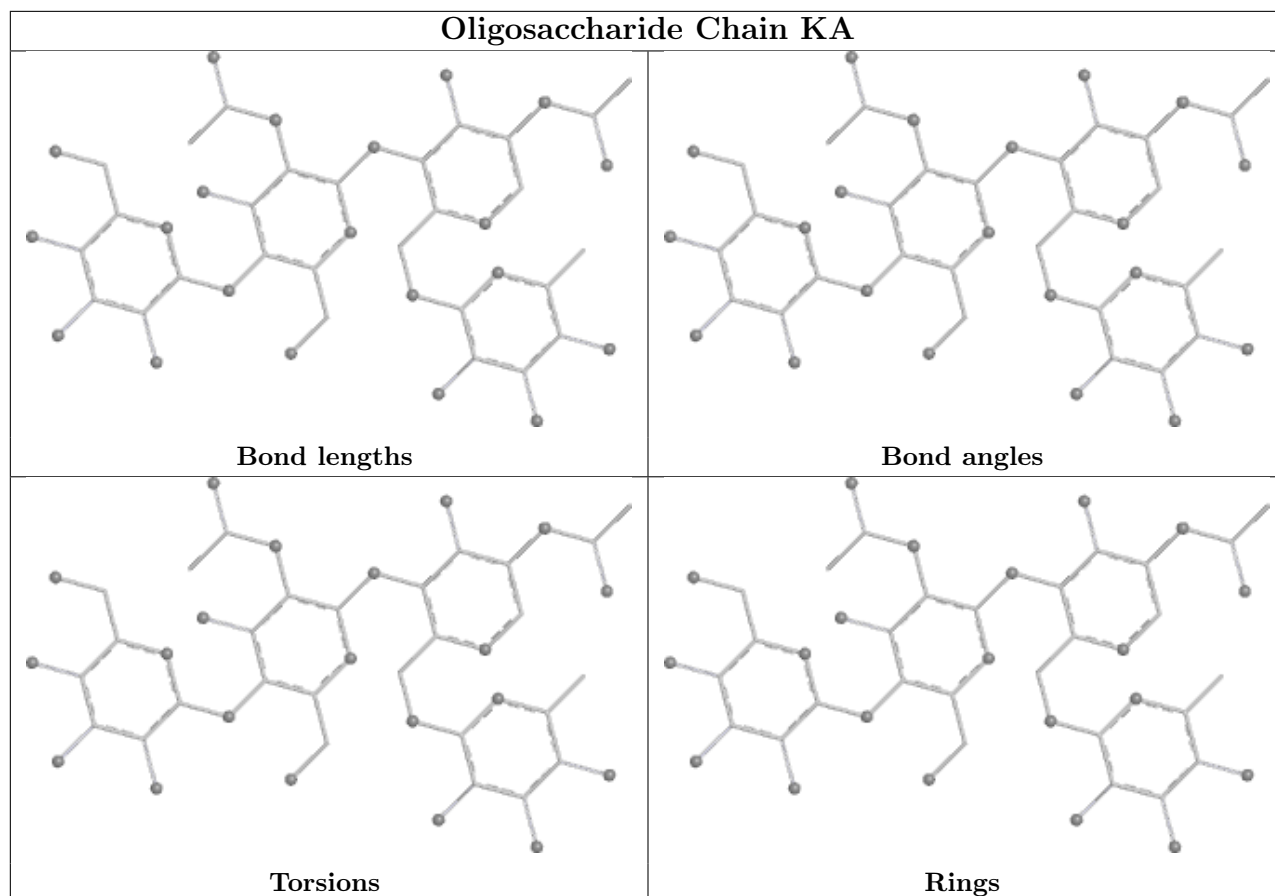 Oligosaccharide Chain KA
Bond lengths
Bond angles
Torsions
Rings